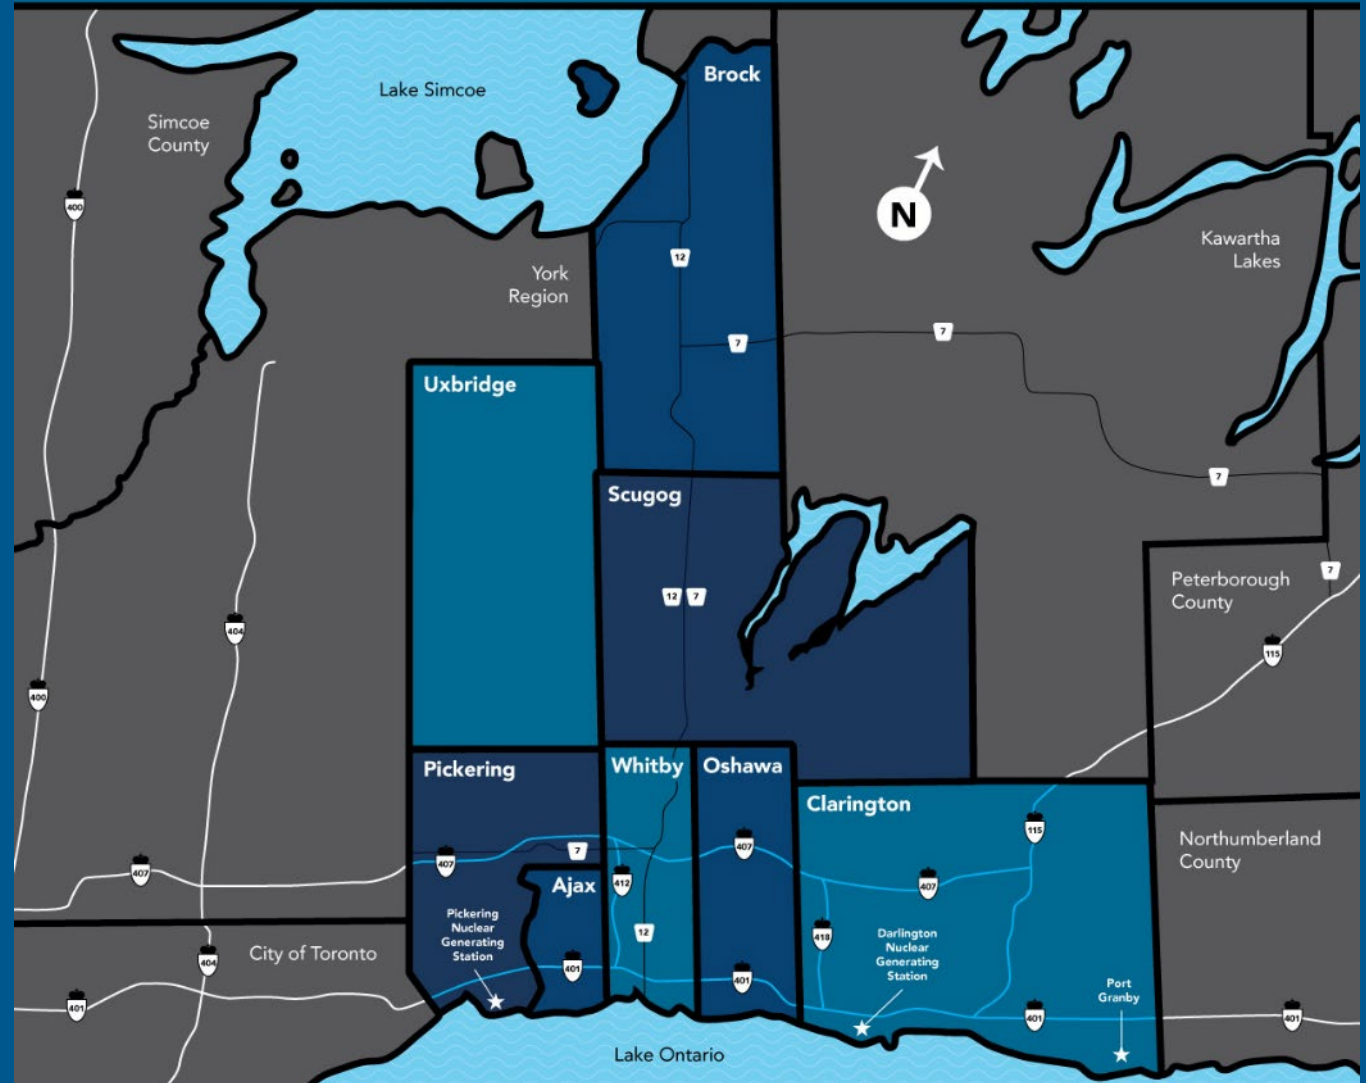 Brock
Lake Simcoe
Simcoe
County
400
N
Kawartha
Lakes
12
York
Region
7
7
Uxbridge
7
Scugog
7
Peterborough
County
12
7
404
115
400
Pickering
Whitby
Oshawa
Clarington
115
Northumberland
County
407
7
407
407
412
407
Ajax
Pickering
Nuclear
Generating
Station
12
418
Darlington
Nuclear
Generating
Station
City of Toronto
404
401
401
Port
Granby
401
401
401
Lake Ontario